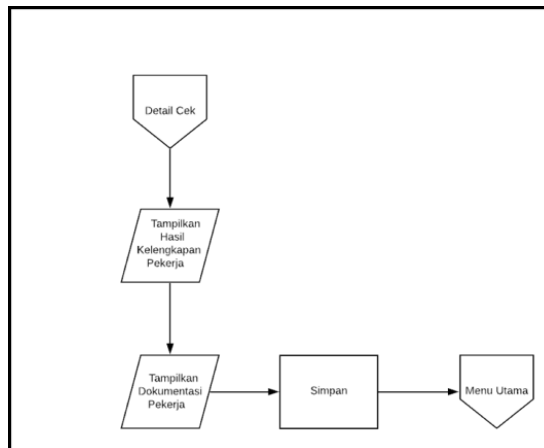 Detail Cek
Tampilkan
Hasil
Kelengkapan
Pekerja
Tampilkan
Dokumentasi
Pekerja
Simpan
Menu Utama